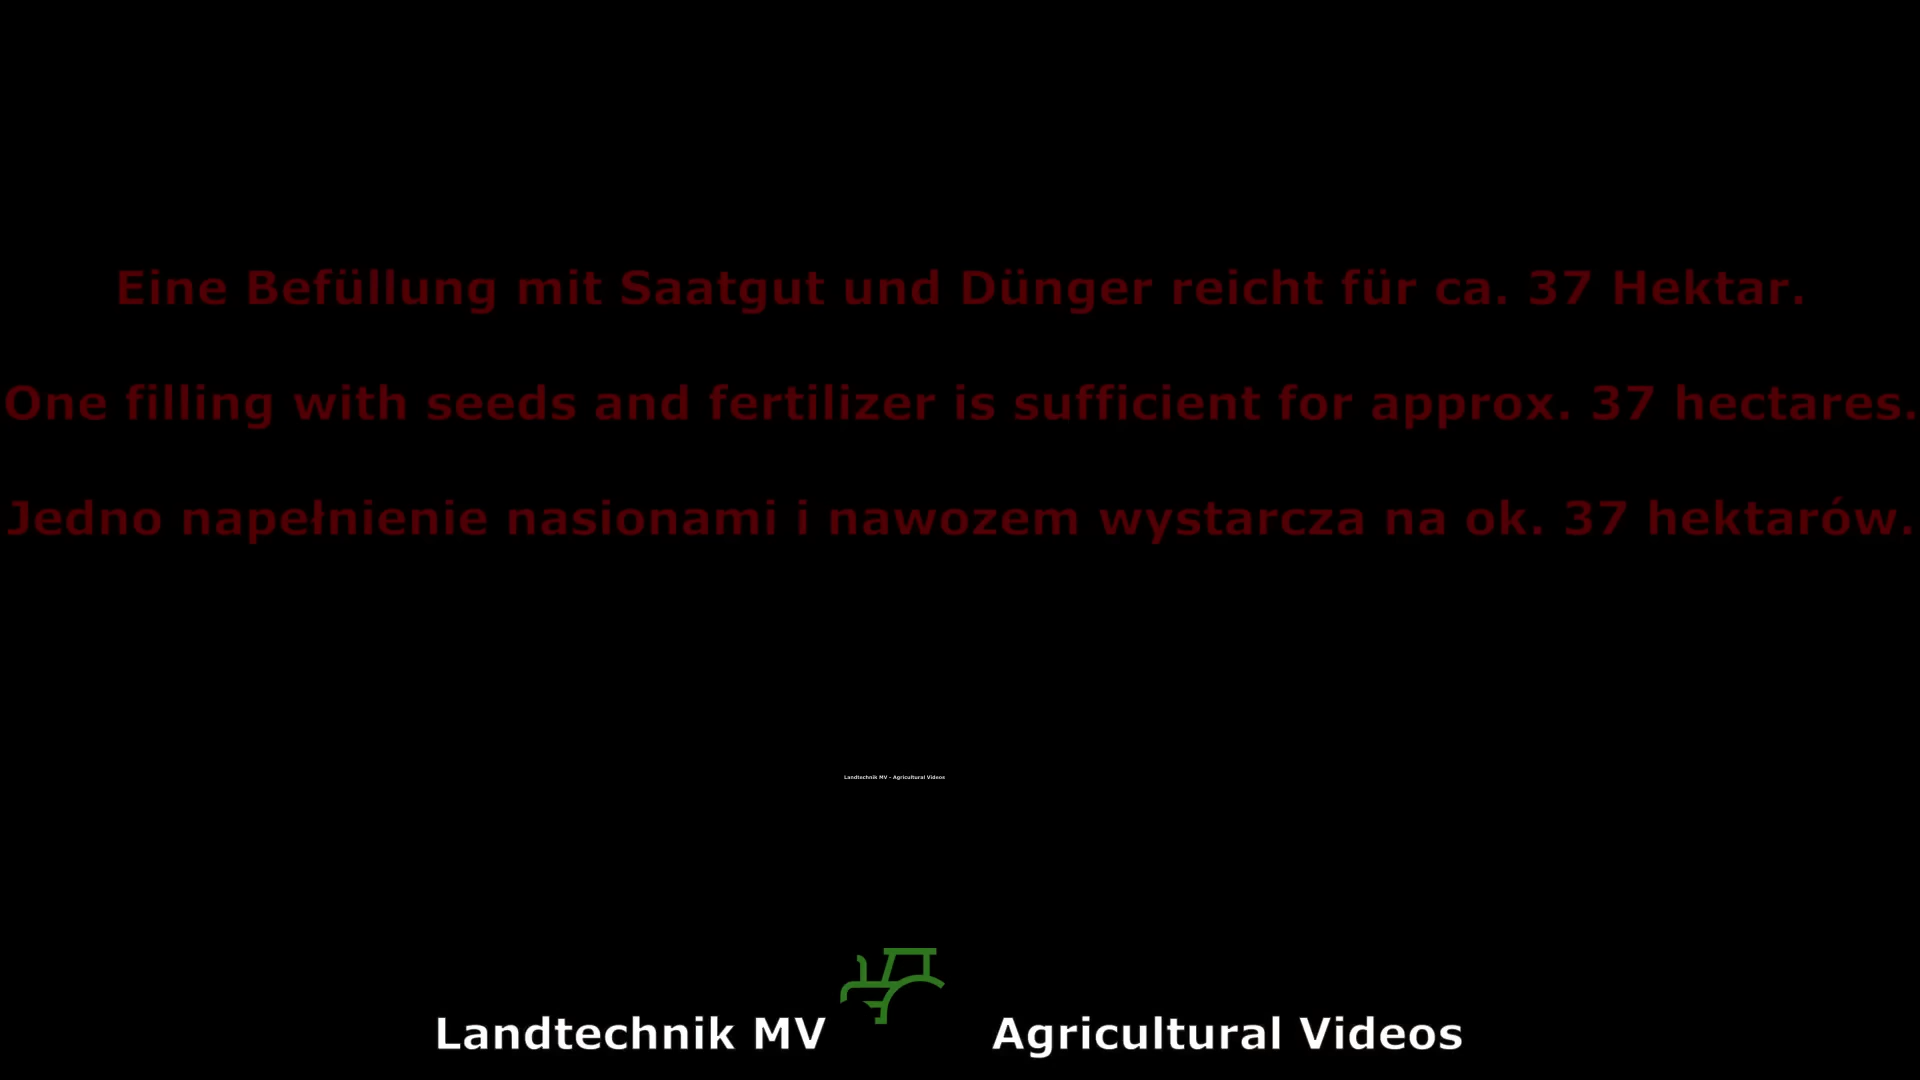 Eine Befüllung mit Saatgut und Dünger reicht für ca. 37 Hektar.
One filling with seeds and fertilizer is sufficient for approx. 37 hectares.
Jedno napełnienie nasionami i nawozem wystarcza na ok. 37 hektarów.
Landtechnik MV - Agricultural Videos
Landtechnik MV Agricultural Videos